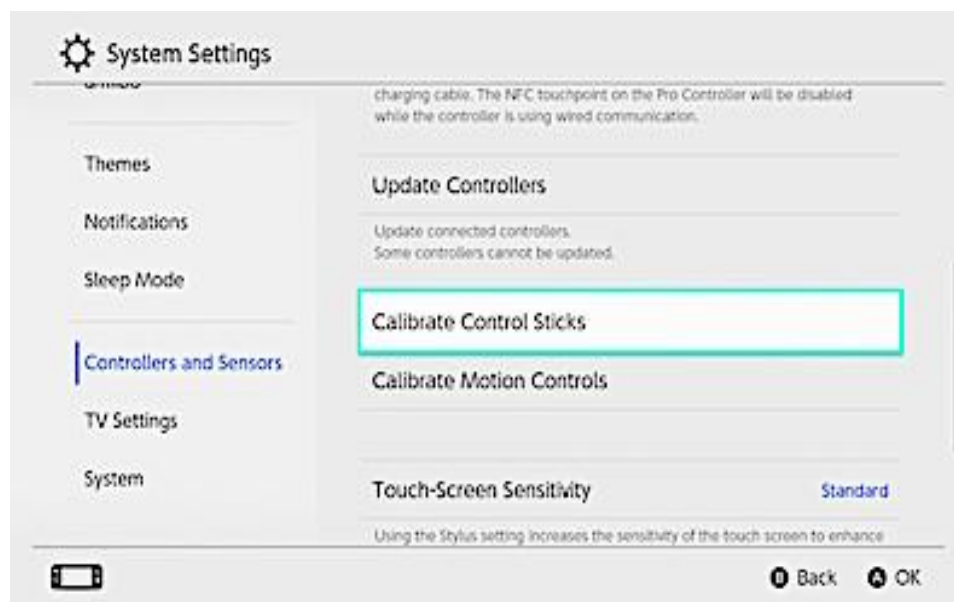 System Settings
charging cable. The NFC touchpoint on the Pro Controller will be disabled
while the controller is using wired communication.
Themes
Update Controllers
Notifications
Update connected controllers.
Some controllers cannot be updated.
Sleep Mode
Calibrate Control Sticks
Controllers and Sensors
Calibrate Motion Controls
TV Settings
System
Touch-Screen Sensitivity
Standard
Using the Stylus setting increases the sensitivity of the touch screen to enhance
B Back
A OK